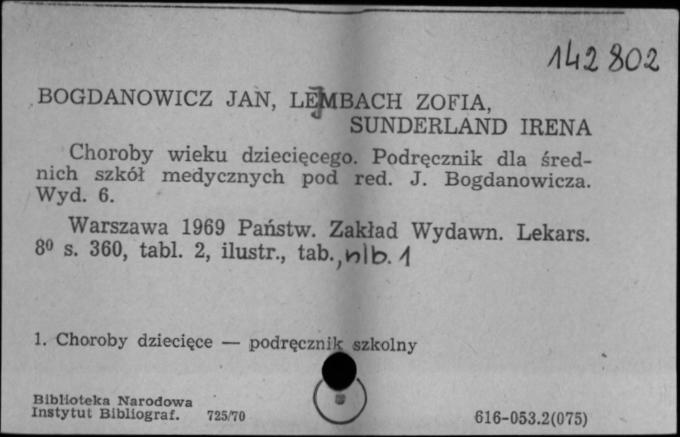 142 802
BOGDANOWICZ JAN, LEJMBACH ZOFIA,
SUNDERLAND IRENA
Choroby wieku dziecięcego. Podręcznik dla śred-
nich szkół medycznych pod red. J. Bogdanowicza.
Wyd. 6.
Warszawa 1969 Państw. Zakład Wydawn. Lekars.
8⁰ s. 360, tabl. 2, ilustr., tab., nlb. 1
1. Choroby dziecięce — podręcznik szkolny
Biblioteka Narodowa
Instytut Bibliograf. 725/70
616-053.2(075)